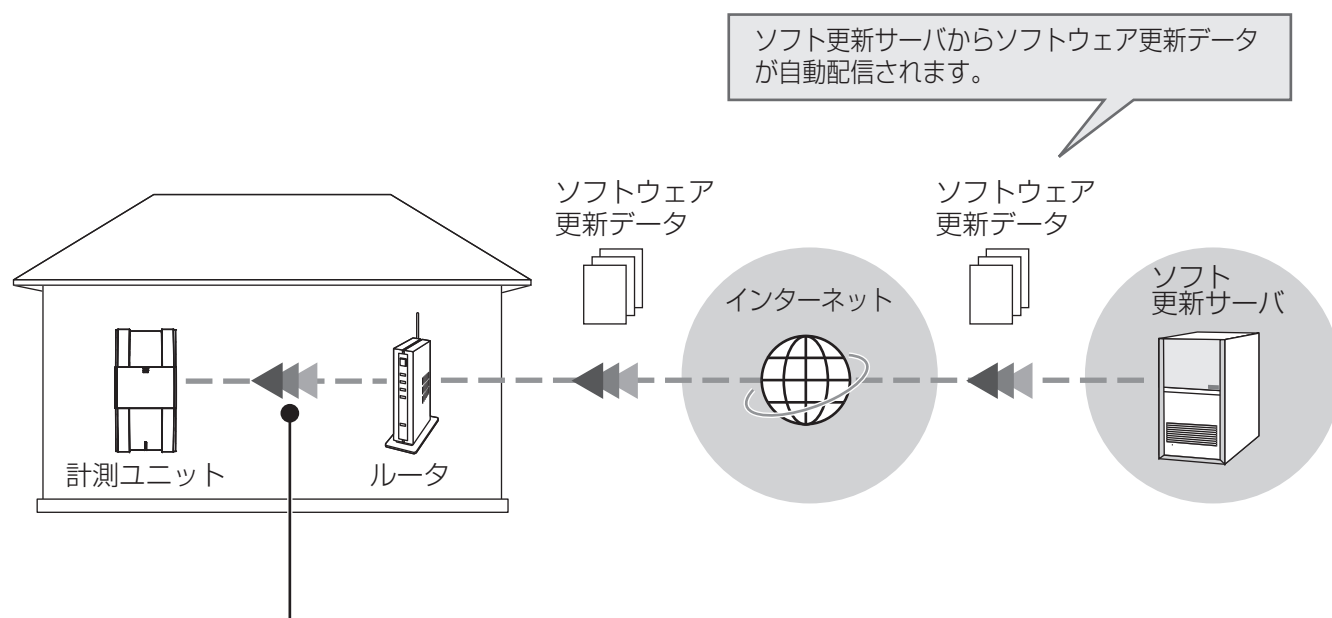 ソフト更新サーバからソフトウェア更新データ
が自動配信されます。
ソフトウェア
更新データ
ソフトウェア
更新データ
インターネット
ソフト
更新サーバ
計測ユニット
ルータ